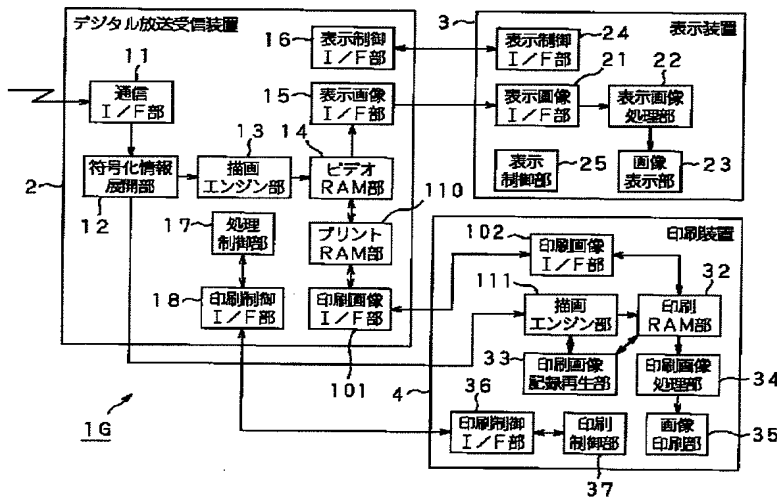 デジタル放送受信装置
11
通信
I/F部
16
表示制御
I/F部
15
表示画像
I/F部
13
14
符号化情報
展開部
描画
エンジン部
ビデオ
RAM部
2
12
110
17
処理
制御部
プリント
RAM部
18
印刷制御
I/F部
印刷画像
I/F部
101
1G
3
24
表示装置
表示制御
I/F部
21
22
表示画像
I/F部
表示画像
処理部
表示
制御部
25
画像
表示部
23
102
印刷装置
印刷画像
I/F部
32
111
描画
エンジン部
印刷
RAM部
33
印刷画像
記録再生部
印刷画像
処理部
34
4
36
印刷制御
I/F部
印刷
制御部
画像
印刷部
35
37